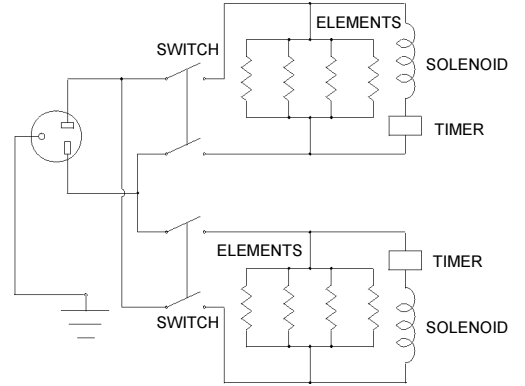 ELEMENTS
SWITCH
SOLENOID
TIMER
ELEMENTS
TIMER
SWITCH
SOLENOID